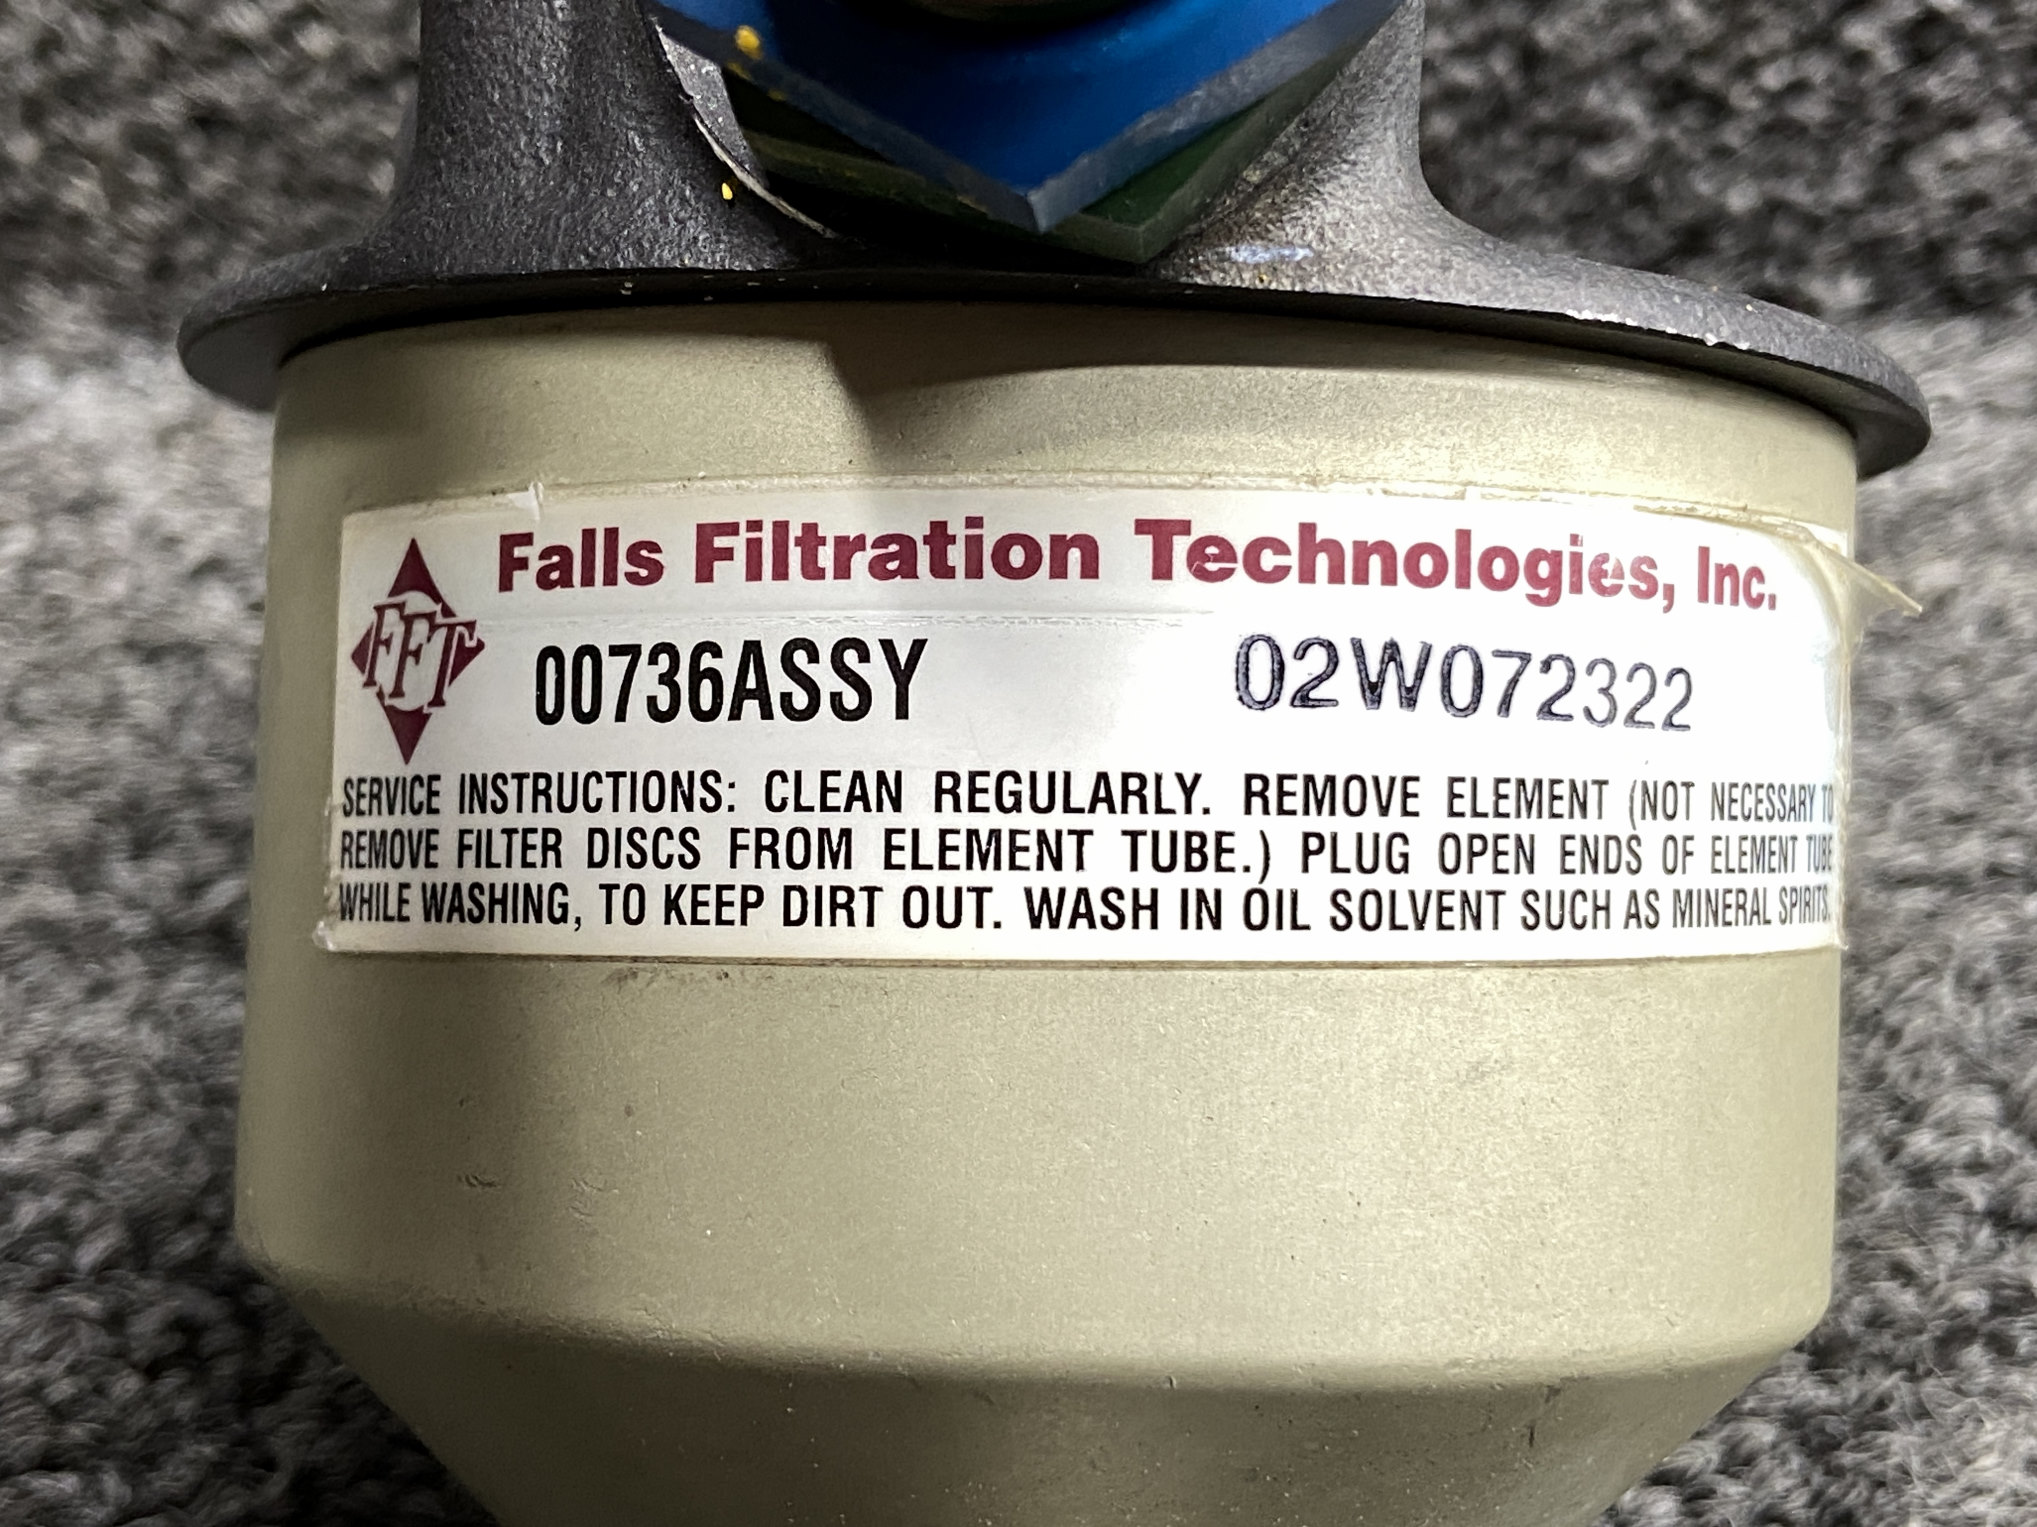 Falls Filtration Technologies, Inc.
FFT
00736ASSY 02W072322
SERVICE INSTRUCTIONS: CLEAN REGULARLY. REMOVE ELEMENT (NOT NECESSARY TO
REMOVE FILTER DISCS FROM ELEMENT TUBE.) PLUG OPEN ENDS OF ELEMENT TUBE
WHILE WASHING, TO KEEP DIRT OUT. WASH IN OIL SOLVENT SUCH AS MINERAL SPIRITS.